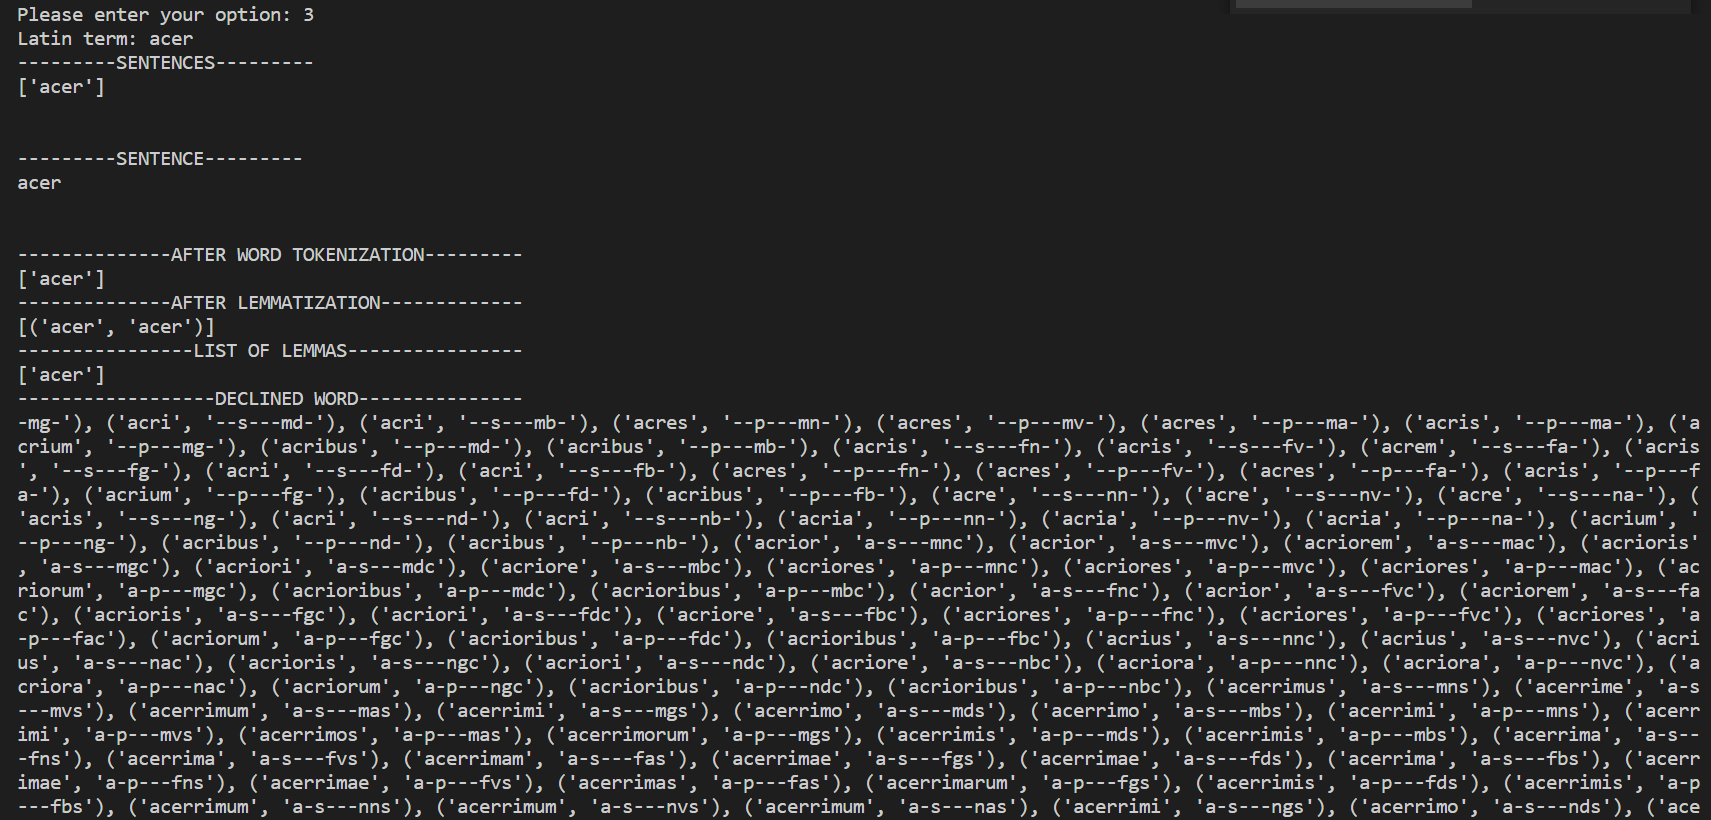 Please enter your option: 3
Latin term: acer
---------SENTENCES---------
['acer']
---------SENTENCE---------
acer
--------------AFTER WORD TOKENIZATION---------
['acer']
--------------AFTER LEMMATIZATION-------------
[('acer', 'acer')]
----------------LIST OF LEMMAS----------------
['acer']
------------------DECLINED WORD---------------
-mg-'), ('acri', '--s---md-'), ('acri', '--s---mb-'), ('acres', '--p---mn-'), ('acres', '--p---mv-'), ('acres', '--p---ma-'), ('acris', '--p---ma-'), ('a
crium', '--p---mg-'), ('acribus', '--p---md-'), ('acribus', '--p---mb-'), ('acris', '--s---fn-'), ('acris', '--s---fv-'), ('acrem', '--s---fa-'), ('acris
', '--s---fg-'), ('acri', '--s---fd-'), ('acri', '--s---fb-'), ('acres', '--p---fn-'), ('acres', '--p---fv-'), ('acres', '--p---fa-'), ('acris', '--p---f
a-'), ('acrium', '--p---fg-'), ('acribus', '--p---fd-'), ('acribus', '--p---fb-'), ('acre', '--s---nn-'), ('acre', '--s---nv-'), ('acre', '--s---na-'), (
'acris', '--s---ng-'), ('acri', '--s---nd-'), ('acri', '--s---nb-'), ('acria', '--p---nn-'), ('acria', '--p---nv-'), ('acria', '--p---na-'), ('acrium', '
--p---ng-'), ('acribus', '--p---nd-'), ('acribus', '--p---nb-'), ('acrior', 'a-s---mnc'), ('acrior', 'a-s---mvc'), ('acriorem', 'a-s---mac'), ('acrioris'
, 'a-s---mgc'), ('acriori', 'a-s---mdc'), ('acriore', 'a-s---mbc'), ('acriores', 'a-p---mnc'), ('acriores', 'a-p---mvc'), ('acriores', 'a-p---mac'), ('ac
riorum', 'a-p---mgc'), ('acrioribus', 'a-p---mdc'), ('acrioribus', 'a-p---mbc'), ('acrior', 'a-s---fnc'), ('acrior', 'a-s---fvc'), ('acriorem', 'a-s---fa
c'), ('acrioris', 'a-s---fgc'), ('acriori', 'a-s---fdc'), ('acriore', 'a-s---fbc'), ('acriores', 'a-p---fnc'), ('acriores', 'a-p---fvc'), ('acriores', 'a
-p---fac'), ('acriorum', 'a-p---fgc'), ('acrioribus', 'a-p---fdc'), ('acrioribus', 'a-p---fbc'), ('acrius', 'a-s---nnc'), ('acrius', 'a-s---nvc'), ('acri
us', 'a-s---nac'), ('acrioris', 'a-s---ngc'), ('acriori', 'a-s---ndc'), ('acriore', 'a-s---nbc'), ('acriora', 'a-p---nnc'), ('acriora', 'a-p---nvc'), ('a
criora', 'a-p---nac'), ('acriorum', 'a-p---ngc'), ('acrioribus', 'a-p---ndc'), ('acrioribus', 'a-p---nbc'), ('acerrimus', 'a-s---mns'), ('acerrime', 'a-s
---mvs'), ('acerrimum', 'a-s---mas'), ('acerrimi', 'a-s---mgs'), ('acerrimo', 'a-s---mds'), ('acerrimo', 'a-s---mbs'), ('acerrimi', 'a-p---mns'), ('acerr
imi', 'a-p---mvs'), ('acerrimos', 'a-p---mas'), ('acerrimorum', 'a-p---mgs'), ('acerrimis', 'a-p---mds'), ('acerrimis', 'a-p---mbs'), ('acerrima', 'a-s--
-fns'), ('acerrima', 'a-s---fvs'), ('acerrimam', 'a-s---fas'), ('acerrimae', 'a-s---fgs'), ('acerrimae', 'a-s---fds'), ('acerrima', 'a-s---fbs'), ('acerr
imae', 'a-p---fns'), ('acerrimae', 'a-p---fvs'), ('acerrimas', 'a-p---fas'), ('acerrimarum', 'a-p---fgs'), ('acerrimis', 'a-p---fds'), ('acerrimis', 'a-p
---fbs'), ('acerrimum', 'a-s---nns'), ('acerrimum', 'a-s---nvs'), ('acerrimum', 'a-s---nas'), ('acerrimi', 'a-s---ngs'), ('acerrimo', 'a-s---nds'), ('ace